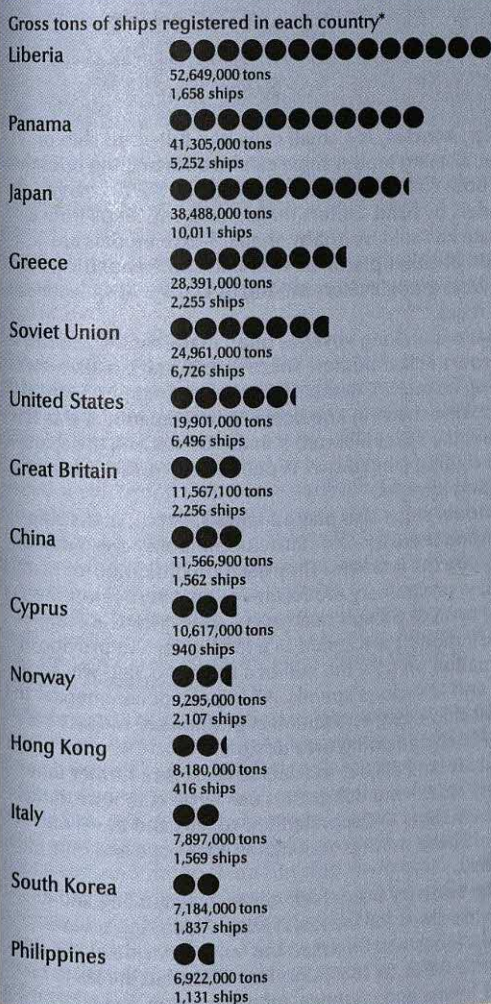 Gross tons of ships registered in each country*
Liberia
52,649,000 tons
1,658 ships
Panama
41,305,000 tons
5,252 ships
Japan
38,488,000 tons
10,011 ships
Greece
28,391,000 tons
2,255 ships
Soviet Union
24,961,000 tons
6,726 ships
United States
19,901,000 tons
6,496 ships
Great Britain
11,567,100 tons
2,256 ships
China
11,566,900 tons
1,562 ships
Cyprus
10,617,000 tons
940 ships
Norway
9,295,000 tons
2,107 ships
Hong Kong
8,180,000 tons
416 ships
Italy
7,897,000 tons
1,569 ships
South Korea
7,184,000 tons
1,837 ships
Philippines
6,922,000 tons
1,131 ships